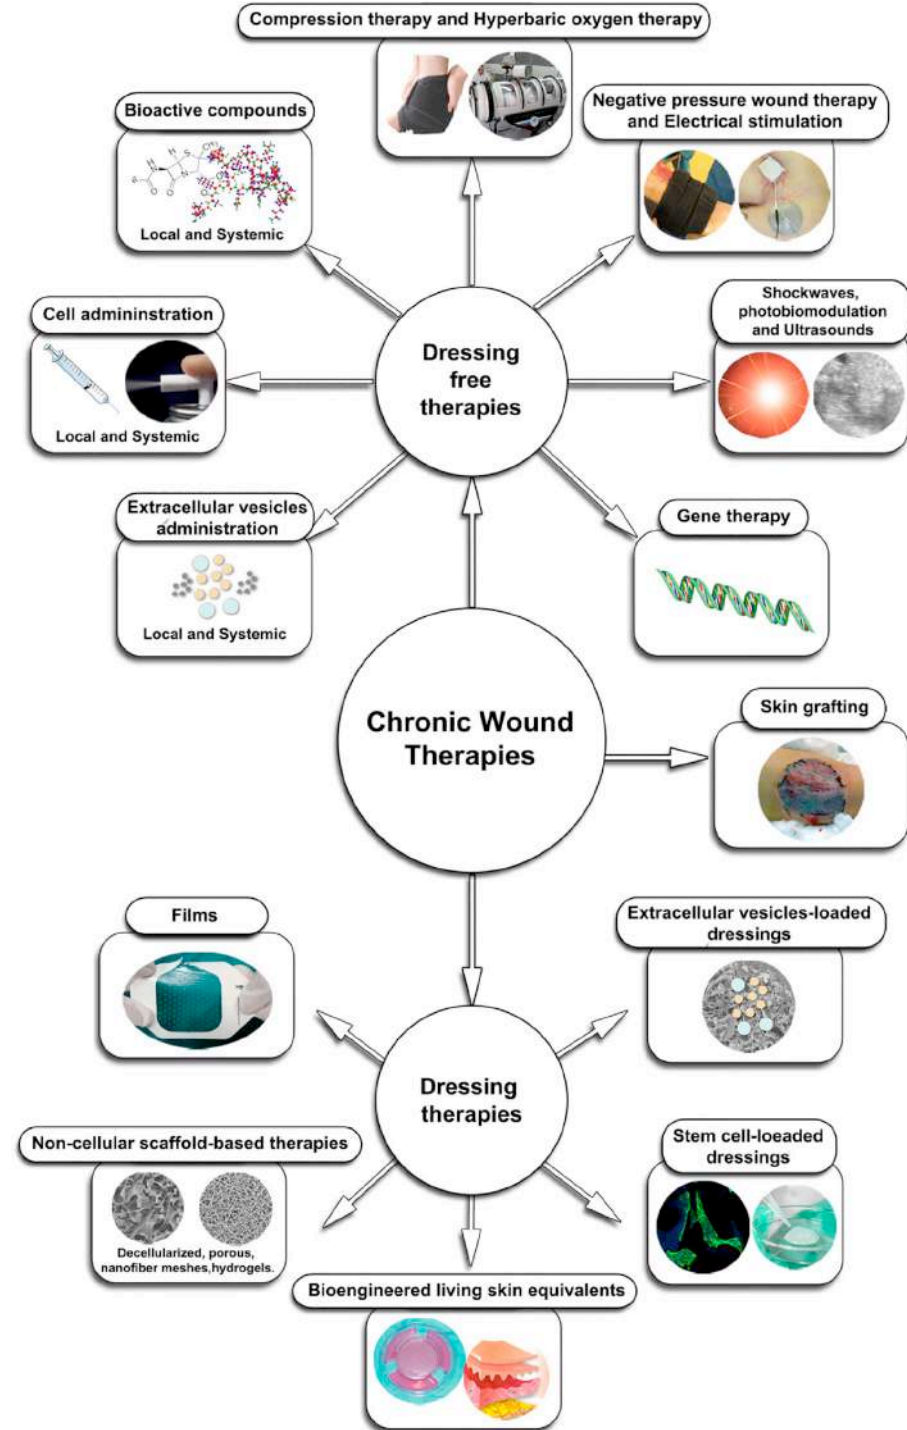 Compression therapy and Hyperbaric oxygen therapy
Bioactive compounds
Local and Systemic
Negative pressure wound therapy
and Electrical stimulation
Cell admininstration
Local and Systemic
Dressing
free
therapies
Shockwaves,
photobiomodulation
and Ultrasounds
Extracellular vesicles
administration
Local and Systemic
Gene therapy
Chronic Wound
Therapies
Skin grafting
Films
Extracellular vesicles-loaded
dressings
Dressing
therapies
Non-cellular scaffold-based therapies
Decellularized, porous,
nanofiber meshes,hydrogels.
Stem cell-loeaded
dressings
Bioengineered living skin equivalents